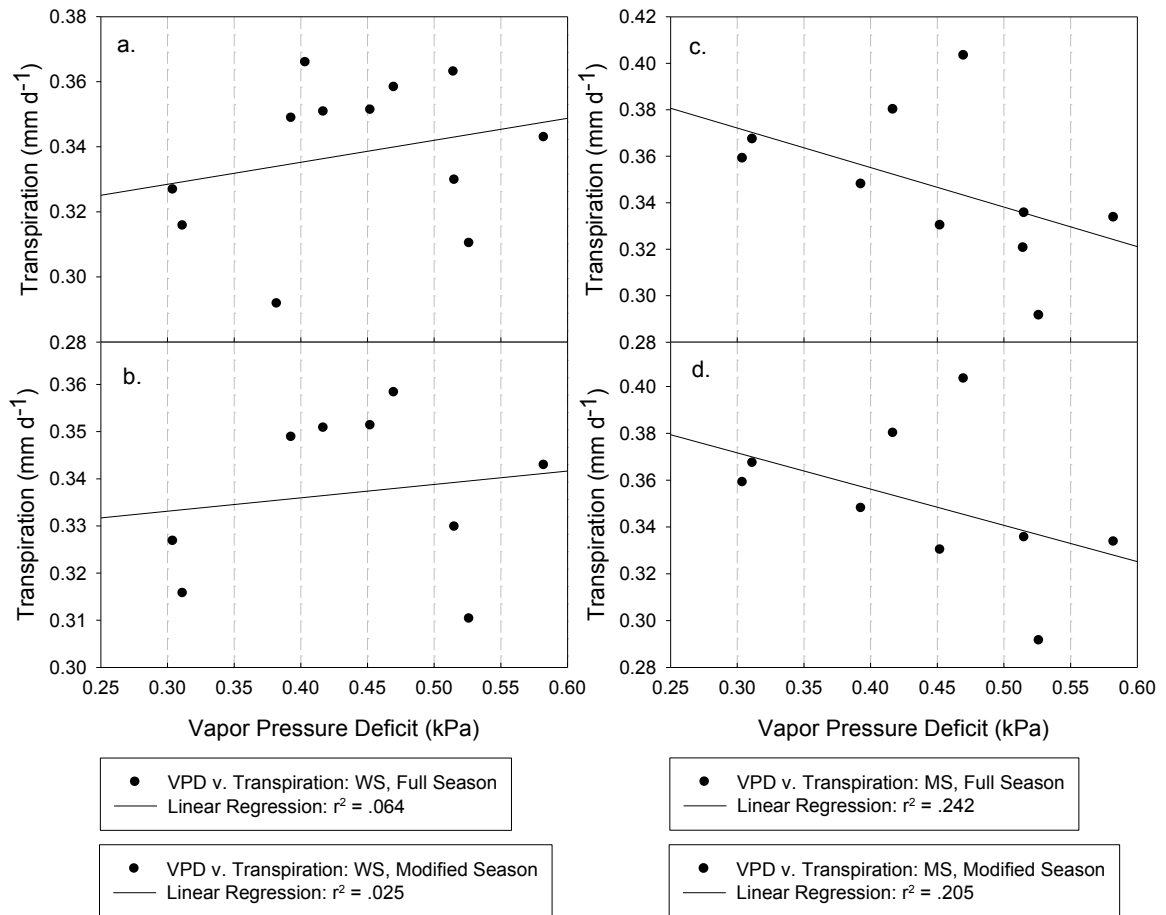 a.
Transpiration (mm d⁻¹)
0.38
0.36
0.34
0.32
0.30
0.28
b.
Transpiration (mm d⁻¹)
0.36
0.35
0.34
0.33
0.32
0.31
0.30
0.25 0.30 0.35 0.40 0.45 0.50 0.55 0.60
Vapor Pressure Deficit (kPa)
VPD v. Transpiration: WS, Full Season
Linear Regression: r² = .064
VPD v. Transpiration: WS, Modified Season
Linear Regression: r² = .025
c.
Transpiration (mm d⁻¹)
0.42
0.40
0.38
0.36
0.34
0.32
0.30
0.28
d.
Transpiration (mm d⁻¹)
0.40
0.38
0.36
0.34
0.32
0.30
0.28
0.25 0.30 0.35 0.40 0.45 0.50 0.55 0.60
Vapor Pressure Deficit (kPa)
VPD v. Transpiration: MS, Full Season
Linear Regression: r² = .242
VPD v. Transpiration: MS, Modified Season
Linear Regression: r² = .205